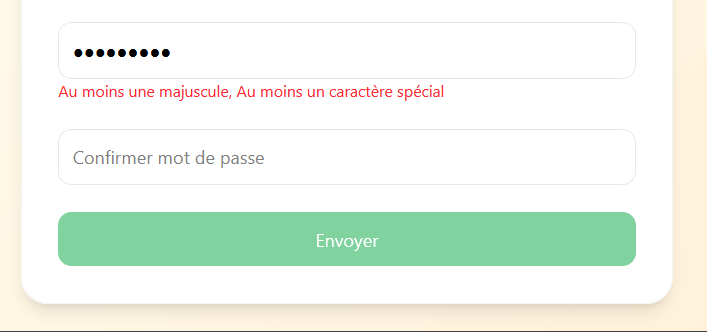 •••••••••
Au moins une majuscule, Au moins un caractère spécial
Confirmer mot de passe
Envoyer